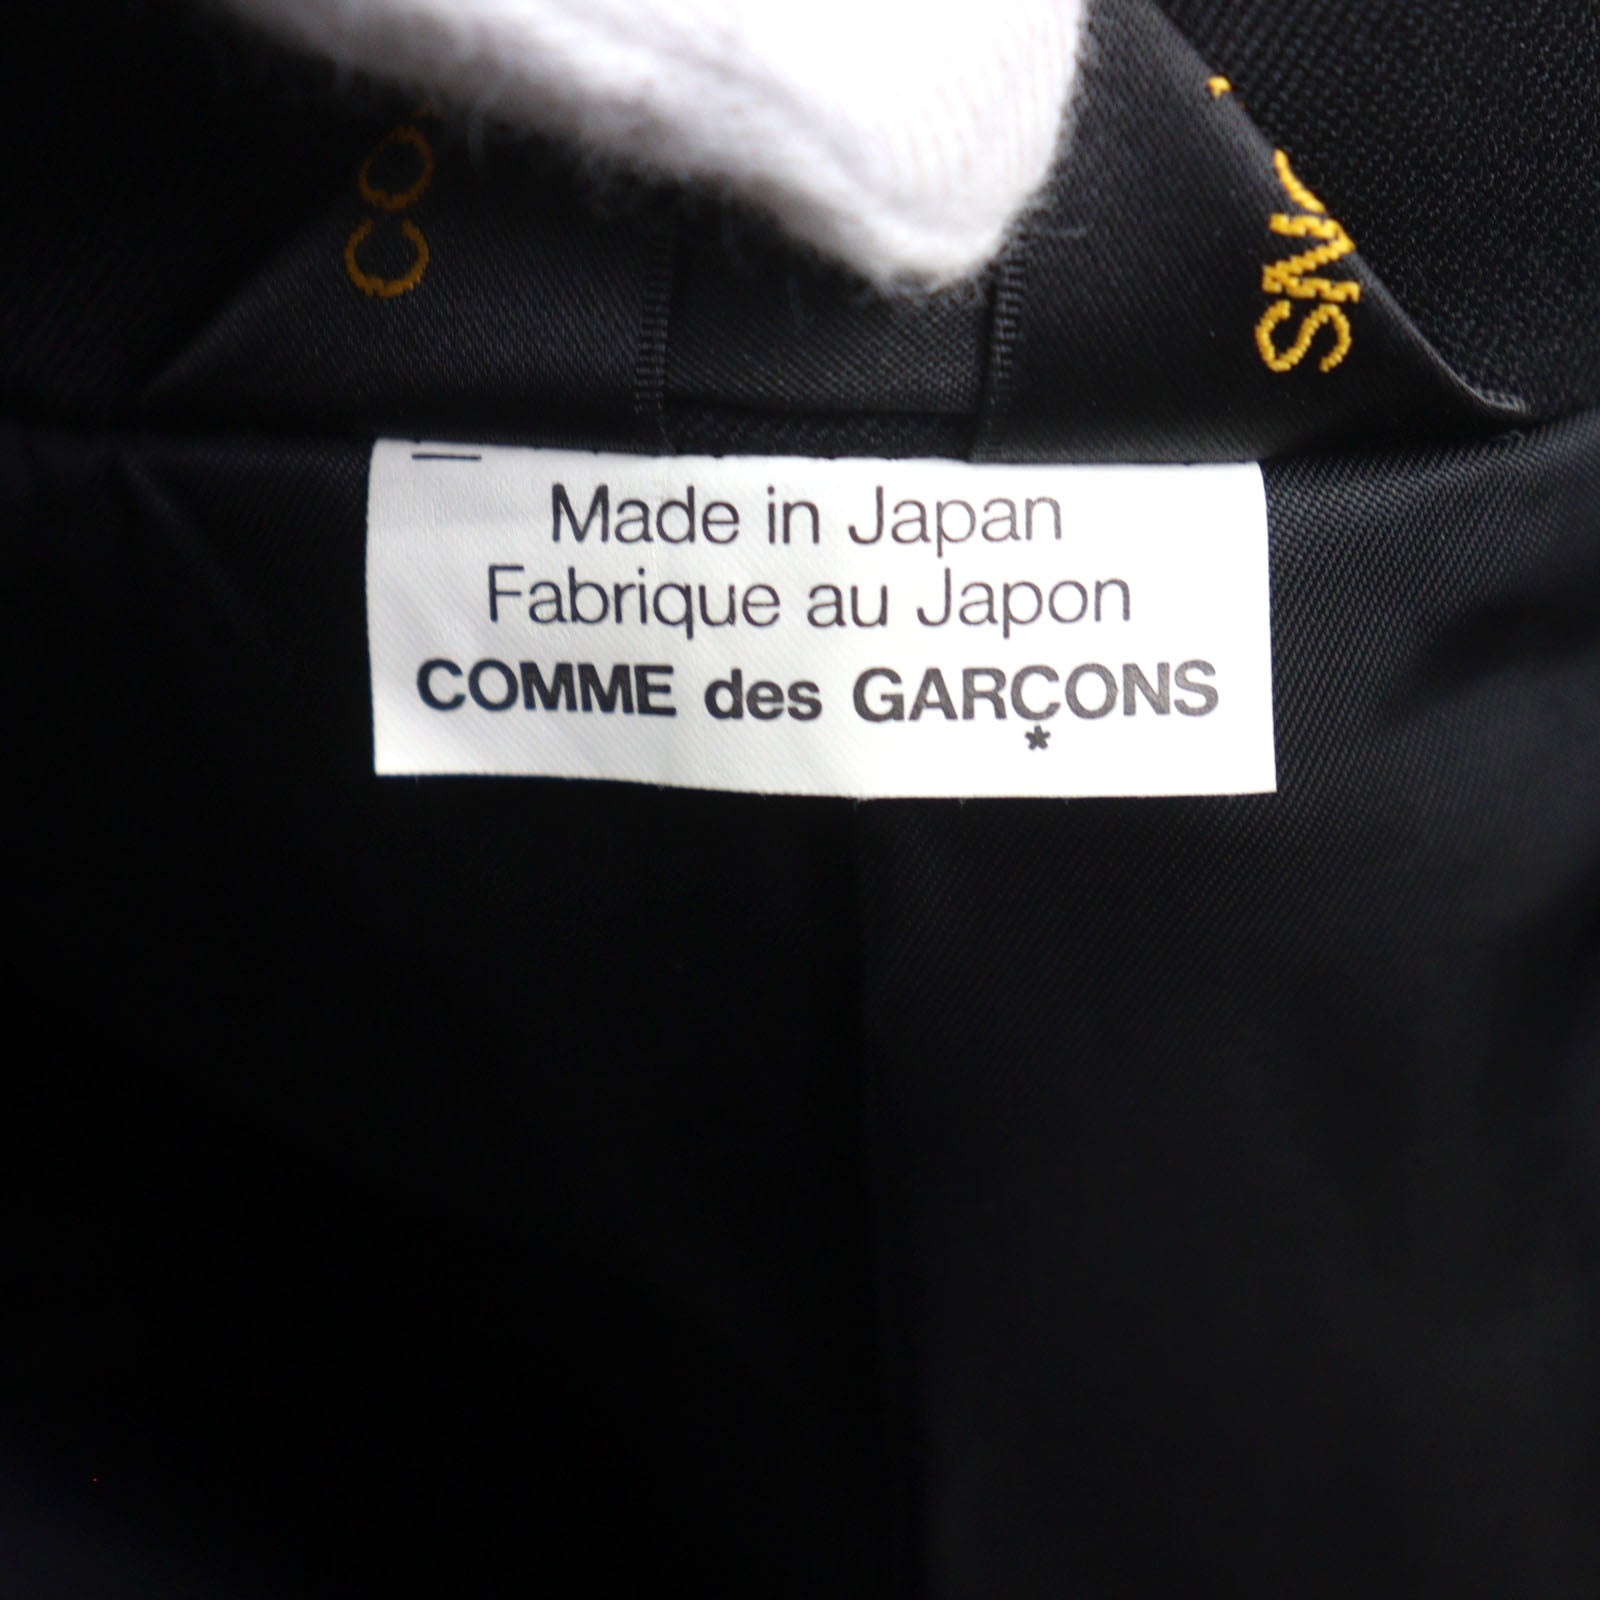 Made in Japan
Fabrique au Japon
COMME des GARÇONS
*